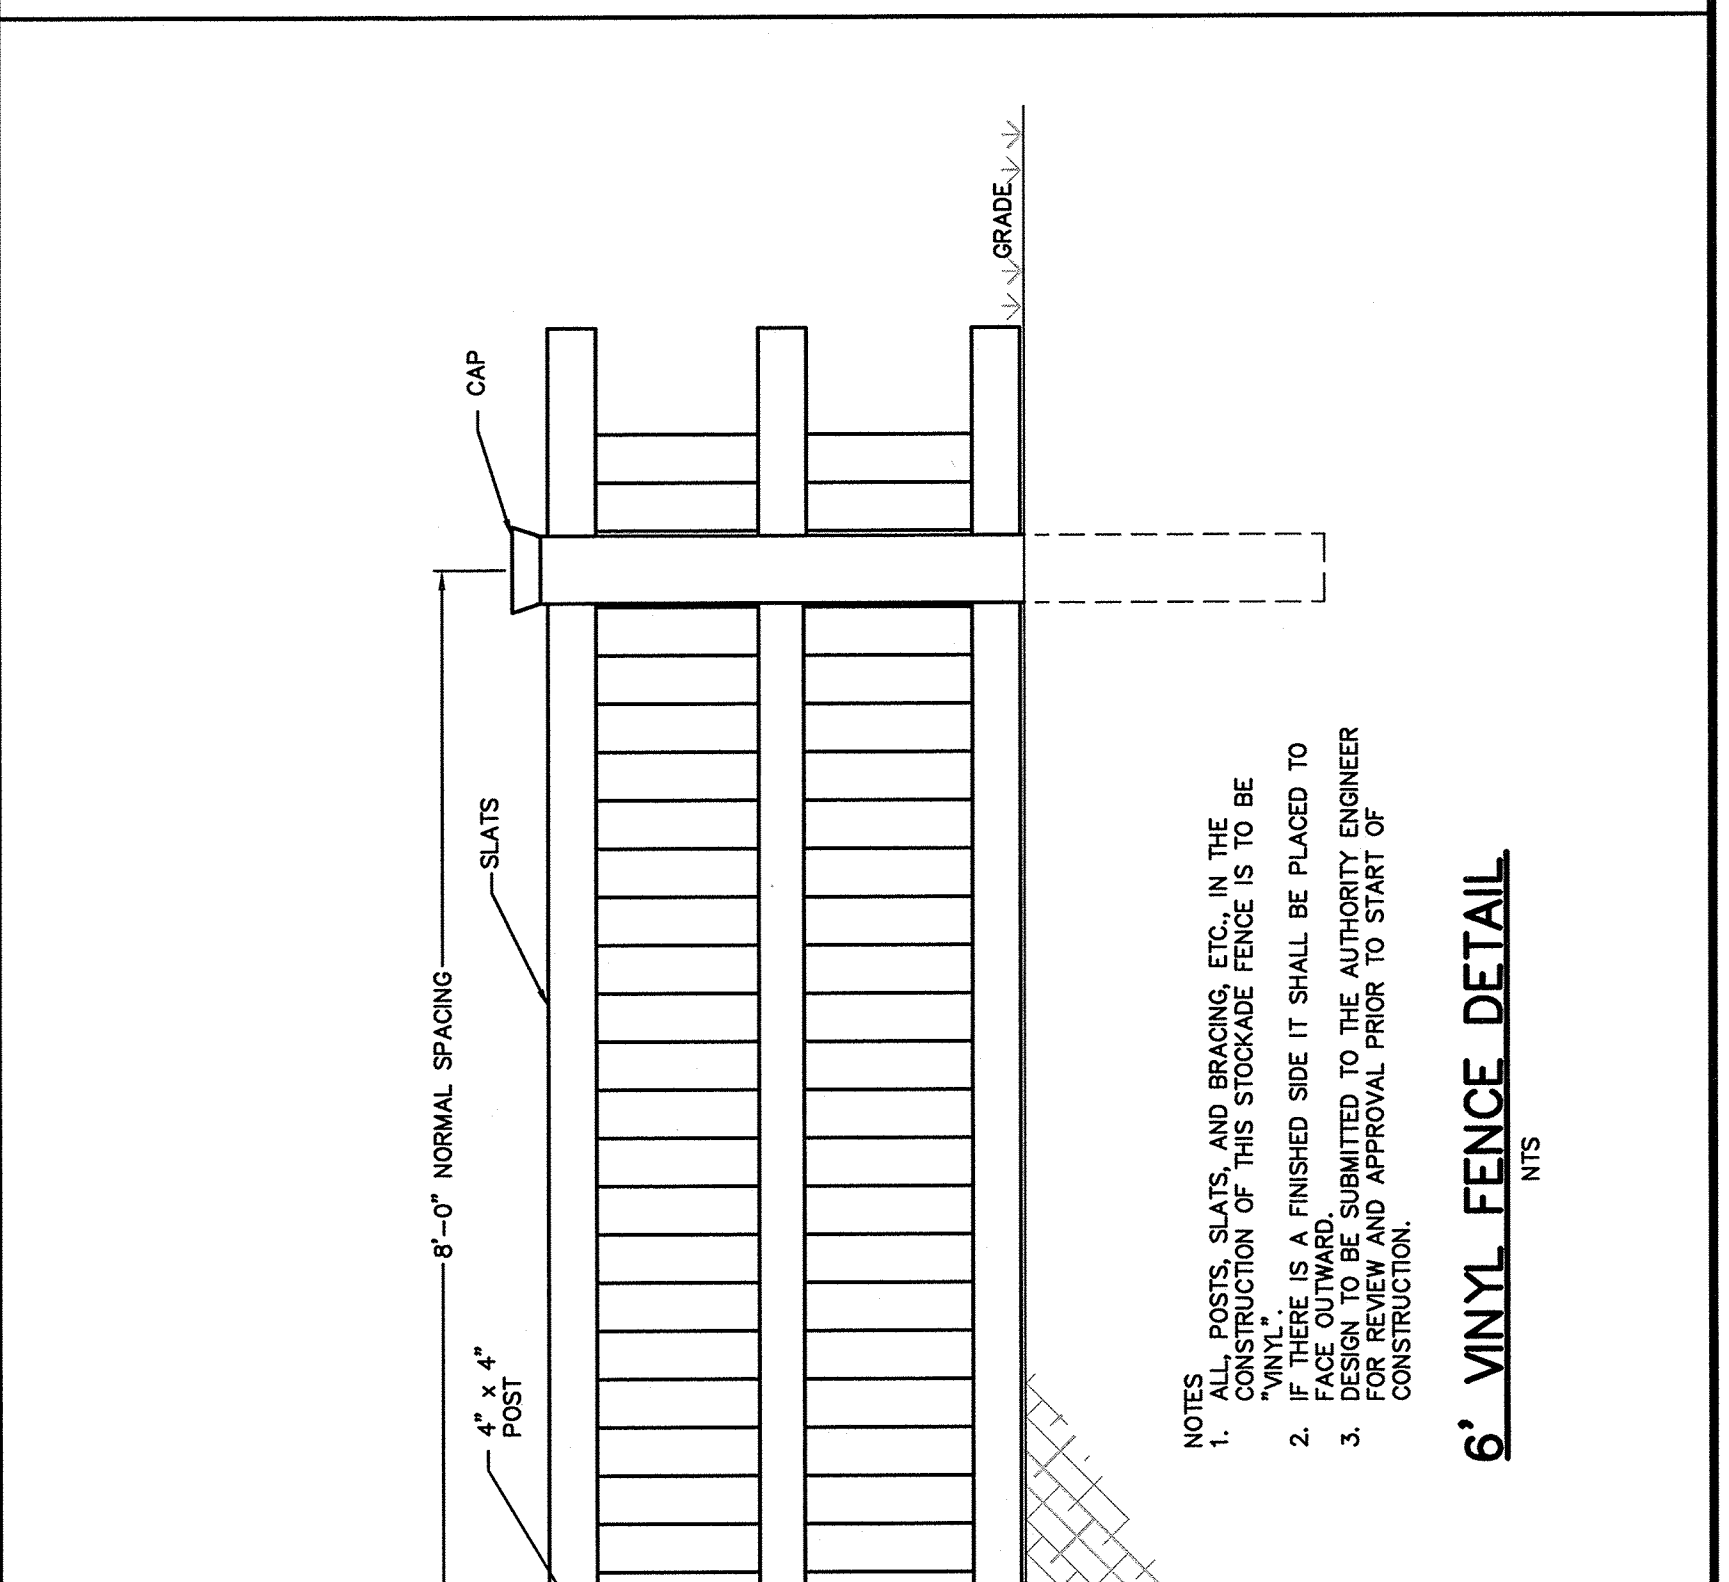 8'-0" NORMAL SPACING
4" x 4"
POST
SLATS
CAP
GRADE
NOTES
1. ALL, POSTS, SLATS, AND BRACING, ETC., IN THE
CONSTRUCTION OF THIS STOCKADE FENCE IS TO BE
"VINYL".
2. IF THERE IS A FINISHED SIDE IT SHALL BE PLACED TO
FACE OUTWARD.
3. DESIGN TO BE SUBMITTED TO THE AUTHORITY ENGINEER
FOR REVIEW AND APPROVAL PRIOR TO START OF
CONSTRUCTION.
6' VINYL FENCE DETAIL
NTS